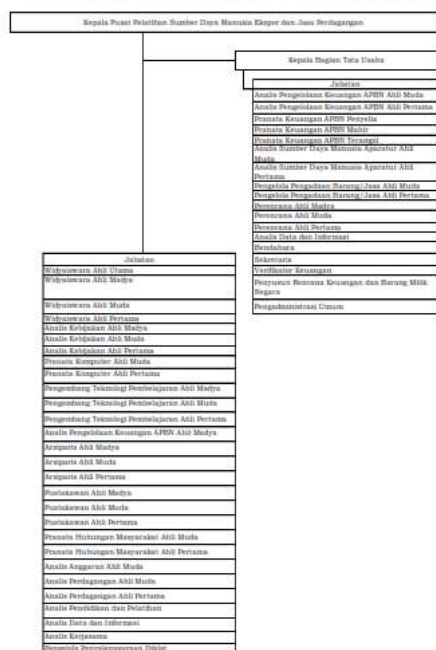 Kepala Pusat Pelatihan Sumber Daya Manusia Ekspor dan Jasa Perdagangan
Kepala Bagian Tata Usaha
Jabatan
Analis Pengelolaan Keuangan APBN Ahli Muda
Analis Pengelolaan Keuangan APBN Ahli Pertama
Pranata Keuangan APBN Penyelia
Pranata Keuangan APBN Mahir
Pranata Keuangan APBN Terampil
Analis Sumber Daya Manusia Aparatur Ahli
Muda
Analis Sumber Daya Manusia Aparatur Ahli
Pertama
Pengelola Pengadaan Barang/Jasa Ahli Muda
Pengelola Pengadaan Barang/Jasa Ahli Pertama
Perencana Ahli Madya
Perencana Ahli Muda
Perencana Ahli Pertama
Analis Data dan Informasi
Bendahara
Sekretaris
Verifikator Keuangan
Penyusun Rencana Keuangan dan Barang Milik
Negara
Pengadministrasi Umum
Jabatan
Widyaiswara Ahli Utama
Widyaiswara Ahli Madya
Widyaiswara Ahli Muda
Widyaiswara Ahli Pertama
Analis Kebijakan Ahli Madya
Analis Kebijakan Ahli Muda
Analis Kebijakan Ahli Pertama
Pranata Komputer Ahli Muda
Pranata Komputer Ahli Pertama
Pengembang Teknologi Pembelajaran Ahli Madya
Pengembang Teknologi Pembelajaran Ahli Muda
Pengembang Teknologi Pembelajaran Ahli Pertama
Analis Pengelolaan Keuangan APBN Ahli Madya
Arsiparis Ahli Madya
Arsiparis Ahli Muda
Arsiparis Ahli Pertama
Pustakawan Ahli Madya
Pustakawan Ahli Muda
Pustakawan Ahli Pertama
Pranata Hubungan Masyarakat Ahli Muda
Pranata Hubungan Masyarakat Ahli Pertama
Analis Anggaran Ahli Muda
Analis Perdagangan Ahli Muda
Analis Perdagangan Ahli Pertama
Analis Pendidikan dan Pelatihan
Analis Data dan Informasi
Analis Kerjasama
Pengelola Penyelenggaraan Diklat